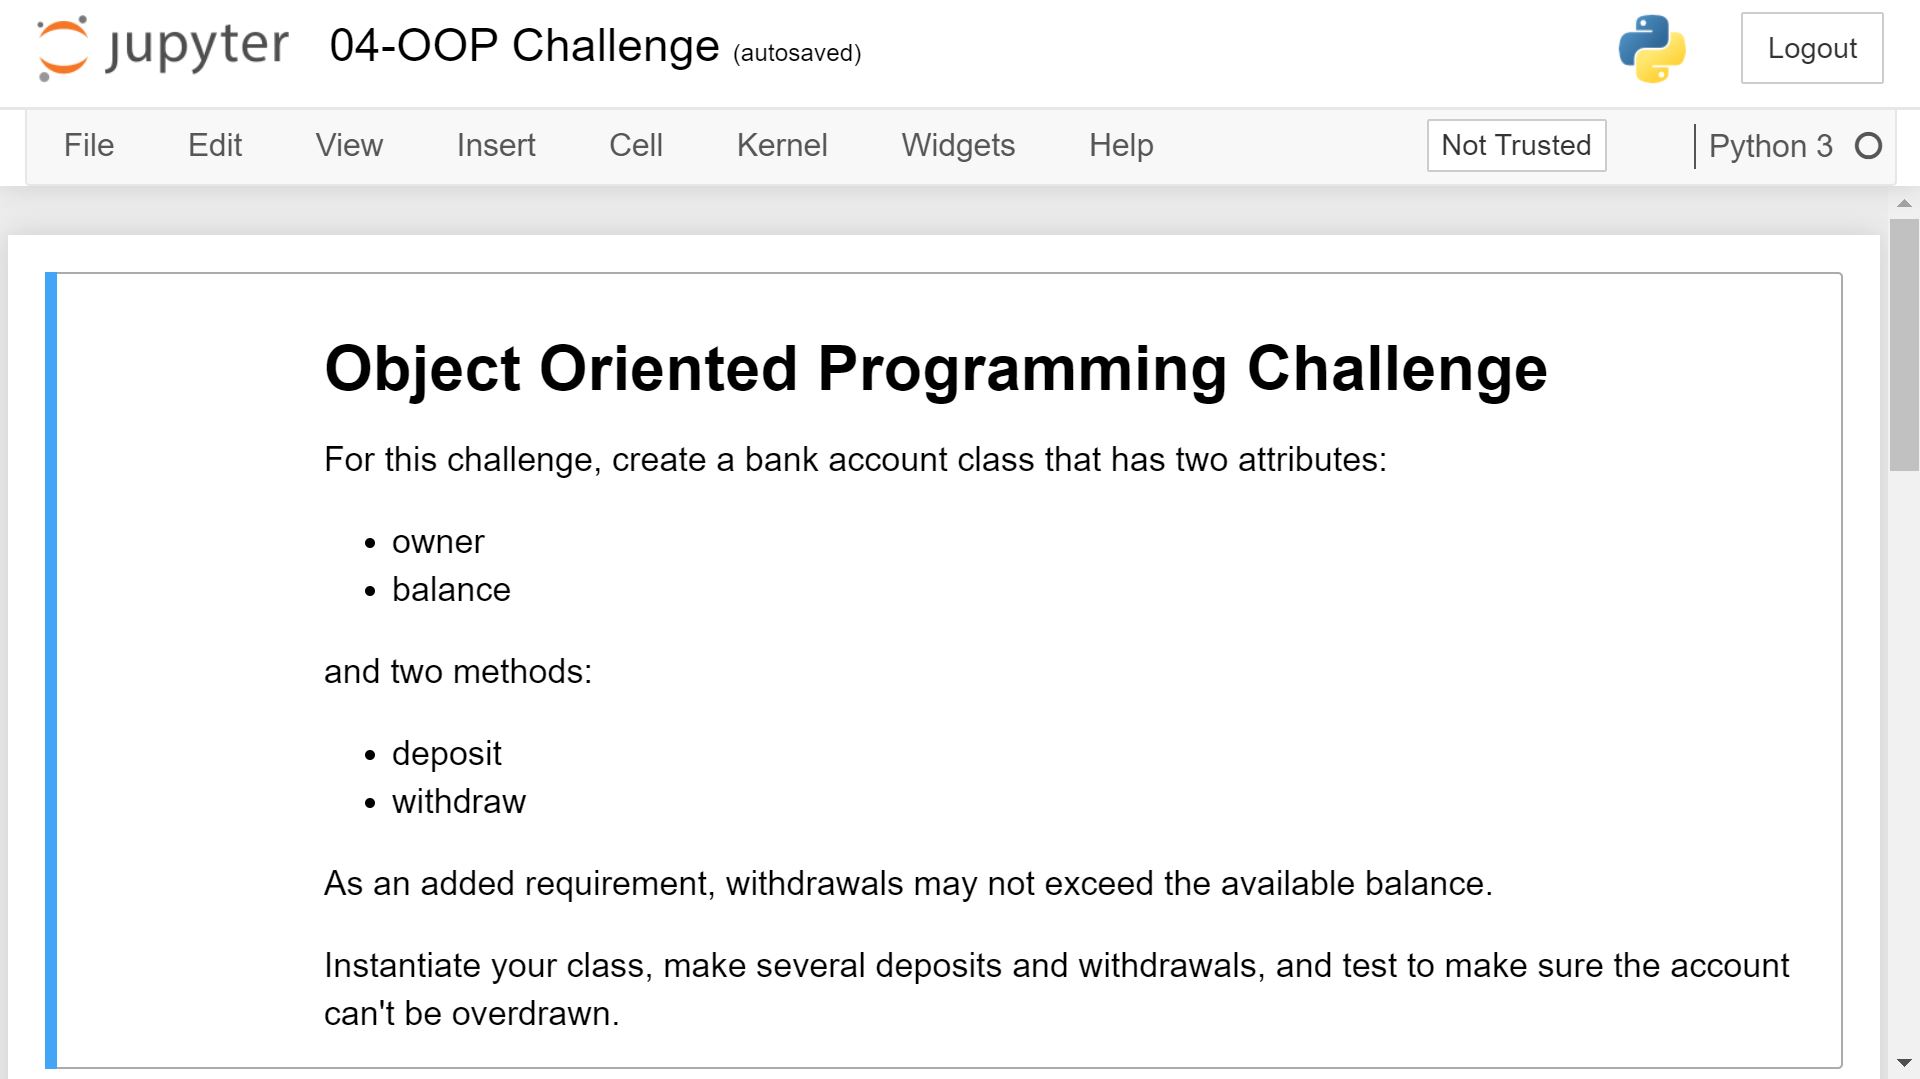 jupyter 04-OOP Challenge (autosaved) Logout
File Edit View Insert Cell Kernel Widgets Help Not Trusted Python 3
Object Oriented Programming Challenge
For this challenge, create a bank account class that has two attributes:
• owner
• balance
and two methods:
• deposit
• withdraw
As an added requirement, withdrawals may not exceed the available balance.
Instantiate your class, make several deposits and withdrawals, and test to make sure the account
can't be overdrawn.